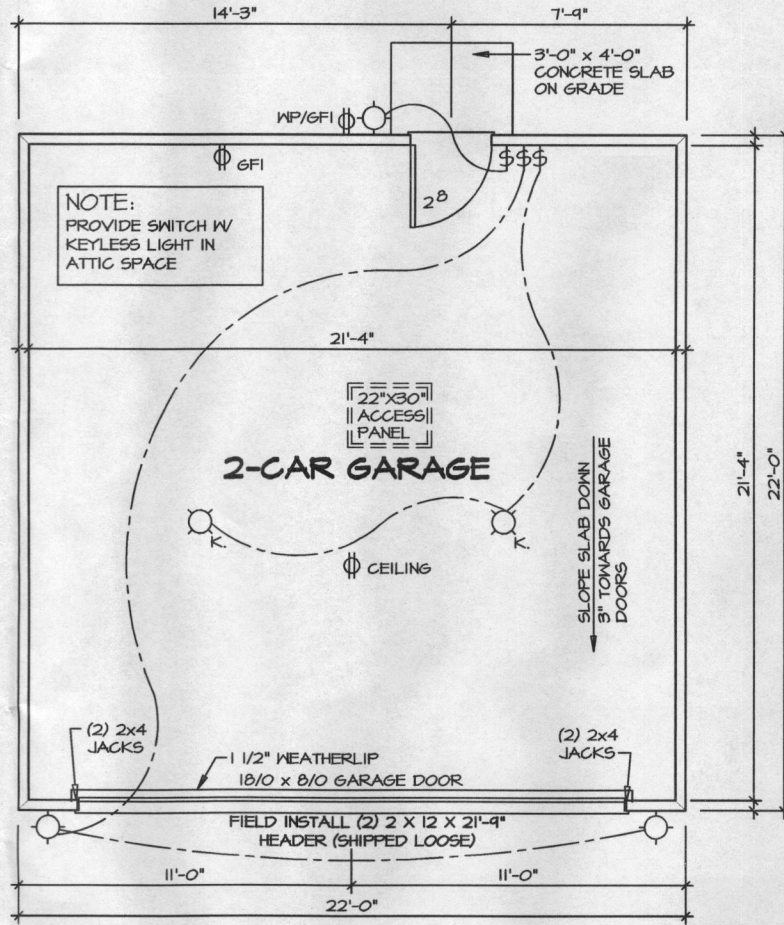 14'-3"
7'-9"
3'-0" x 4'-0"
CONCRETE SLAB
ON GRADE
WP/GFI
GFI
$$$
2⁸
NOTE:
PROVIDE SWITCH W/
KEYLESS LIGHT IN
ATTIC SPACE
21'-4"
22"X30"
ACCESS
PANEL
2-CAR GARAGE
21'-4"
22'-0"
SLOPE SLAB DOWN
3" TOWARDS GARAGE
DOORS
K.
K.
CEILING
(2) 2x4
JACKS
(2) 2x4
JACKS
1 1/2" WEATHERLIP
18/0 x 8/0 GARAGE DOOR
FIELD INSTALL (2) 2 X 12 X 21'-9"
HEADER (SHIPPED LOOSE)
11'-0"
11'-0"
22'-0"